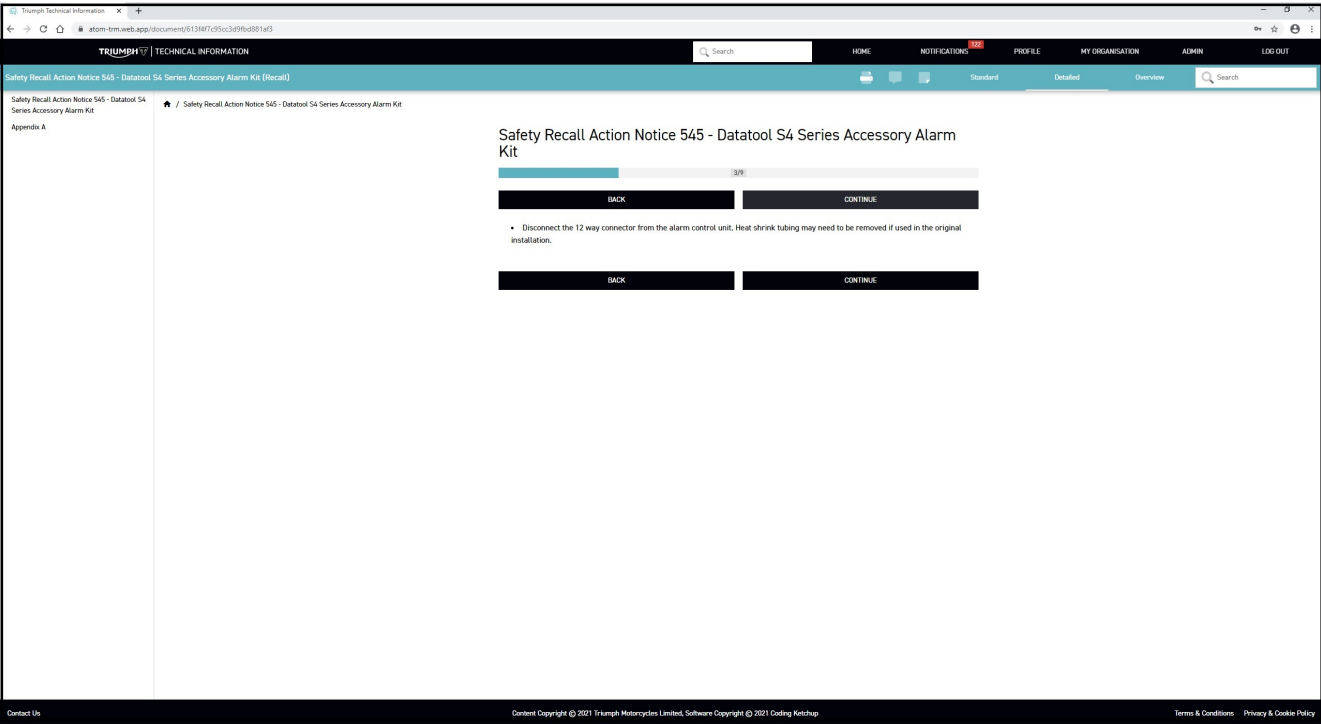 Triumph Technical Information
atom-trm.web.app/document/613f4f7c95cc3d9fbd881af3
TRIUMPH TECHNICAL INFORMATION
Search
HOME
NOTIFICATIONS
122
PROFILE
MY ORGANISATION
ADMIN
LOG OUT
Safety Recall Action Notice 545 - Datatool S4 Series Accessory Alarm Kit (Recall)
Standard
Detailed
Overview
Search
Safety Recall Action Notice 545 - Datatool S4
Series Accessory Alarm Kit
Appendix A
/ Safety Recall Action Notice 545 - Datatool S4 Series Accessory Alarm Kit
Safety Recall Action Notice 545 - Datatool S4 Series Accessory Alarm
Kit
3/9
BACK
CONTINUE
• Disconnect the 12 way connector from the alarm control unit. Heat shrink tubing may need to be removed if used in the original
installation.
BACK
CONTINUE
Contact Us
Content Copyright © 2021 Triumph Motorcycles Limited, Software Copyright © 2021 Coding Ketchup
Terms & Conditions
Privacy & Cookie Policy